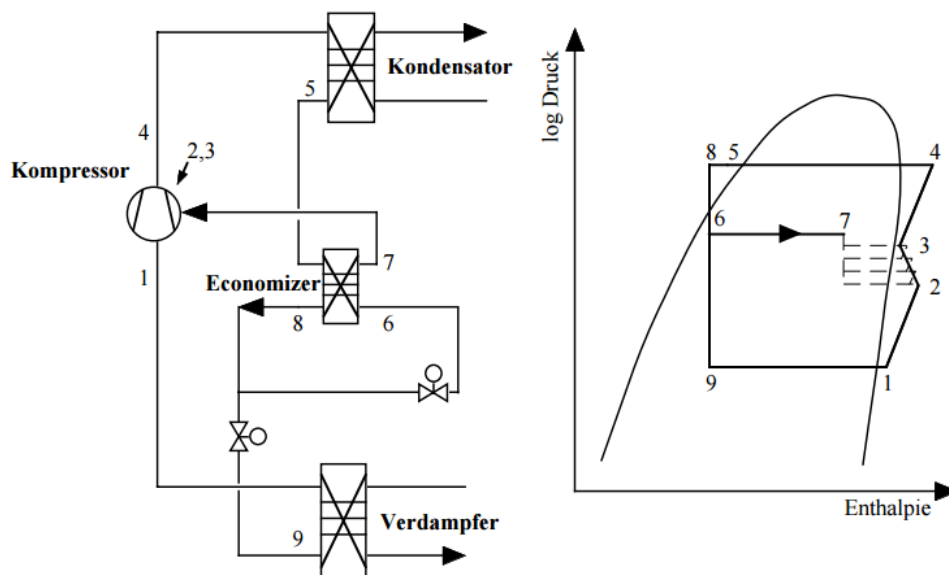 Kondensator
5
4
2,3
Kompressor
7
1
Economizer
8 6
Verdampfer
9
log Druck
8 5 4
6 7
3
2
9 1
Enthalpie